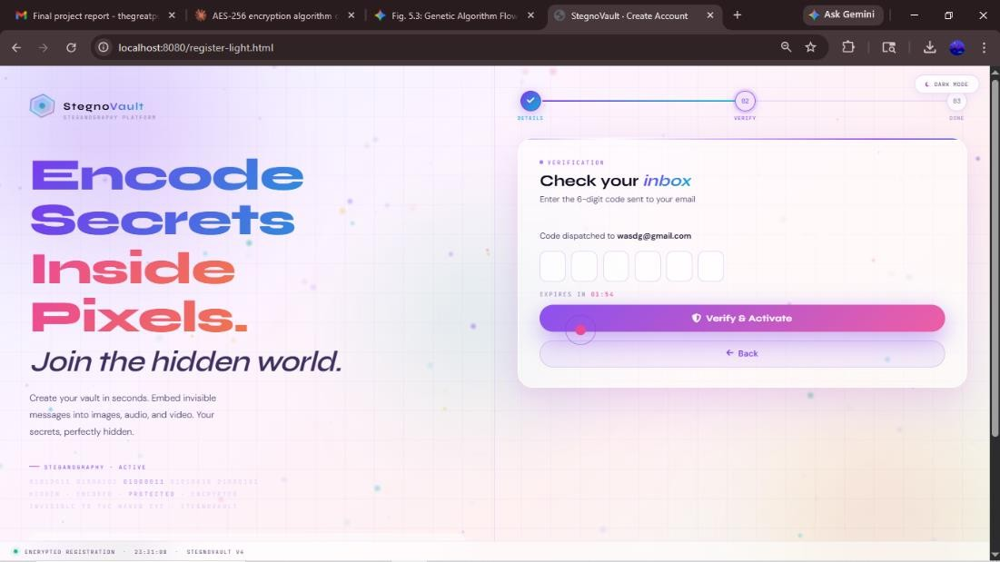 Final project report - thegreatp
AES-256 encryption algorithm c
Fig. 5.3: Genetic Algorithm Flow
StegnoVault · Create Account
Ask Gemini
localhost:8080/register-light.html
DARK MODE
StegnoVault
STEGANOGRAPHY PLATFORM
02
03
DETAILS
VERIFY
DONE
Encode
Secrets
Inside
Pixels.
Join the hidden world.
Create your vault in seconds. Embed invisible
messages into images, audio, and video. Your
secrets, perfectly hidden.
STEGANOGRAPHY · ACTIVE
01000011
HIDDEN · ENCODED · PROTECTED · ENCRYPTED
INVISIBLE TO THE NAKED EYE · STEGNOVAULT
VERIFICATION
Check your inbox
Enter the 6-digit code sent to your email
Code dispatched to wasdg@gmail.com
EXPIRES IN 01:54
Verify & Activate
Back
ENCRYPTED REGISTRATION · 23:31:08 · STEGNOVAULT V4